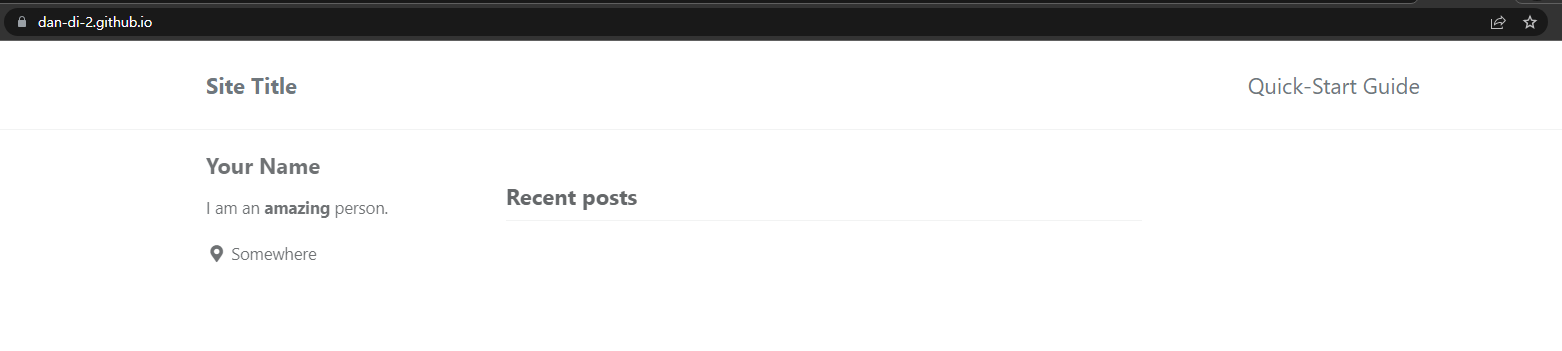 dan-di-2.github.io
Site Title
Quick-Start Guide
Your Name
I am an amazing person.
Somewhere
Recent posts